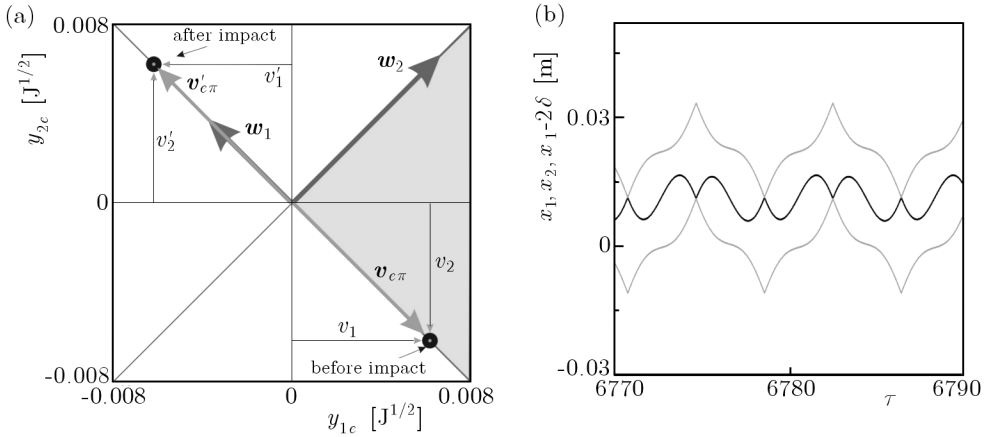 (a)
0.008
y₂c [J^1/2]
0
-0.008
-0.008
0
0.008
y₁c [J^1/2]
after impact
v'₁
v'cπ
v'₂
w₁
w₂
vcπ
v₂
v₁
before impact
(b)
x₁, x₂, x₁-2δ [m]
0.03
0
-0.03
6770
6780
6790
τ